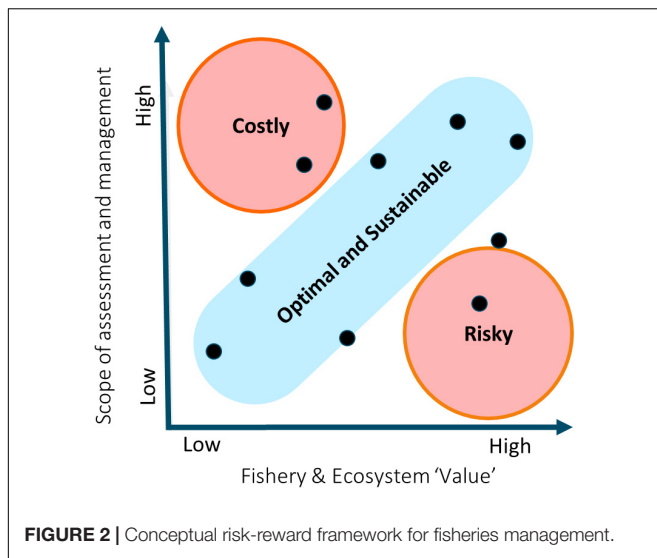 Scope of assessment and management
High
Low
Costly
Optimal and Sustainable
Risky
Low
High
Fishery & Ecosystem ‘Value’
FIGURE 2 | Conceptual risk-reward framework for fisheries management.